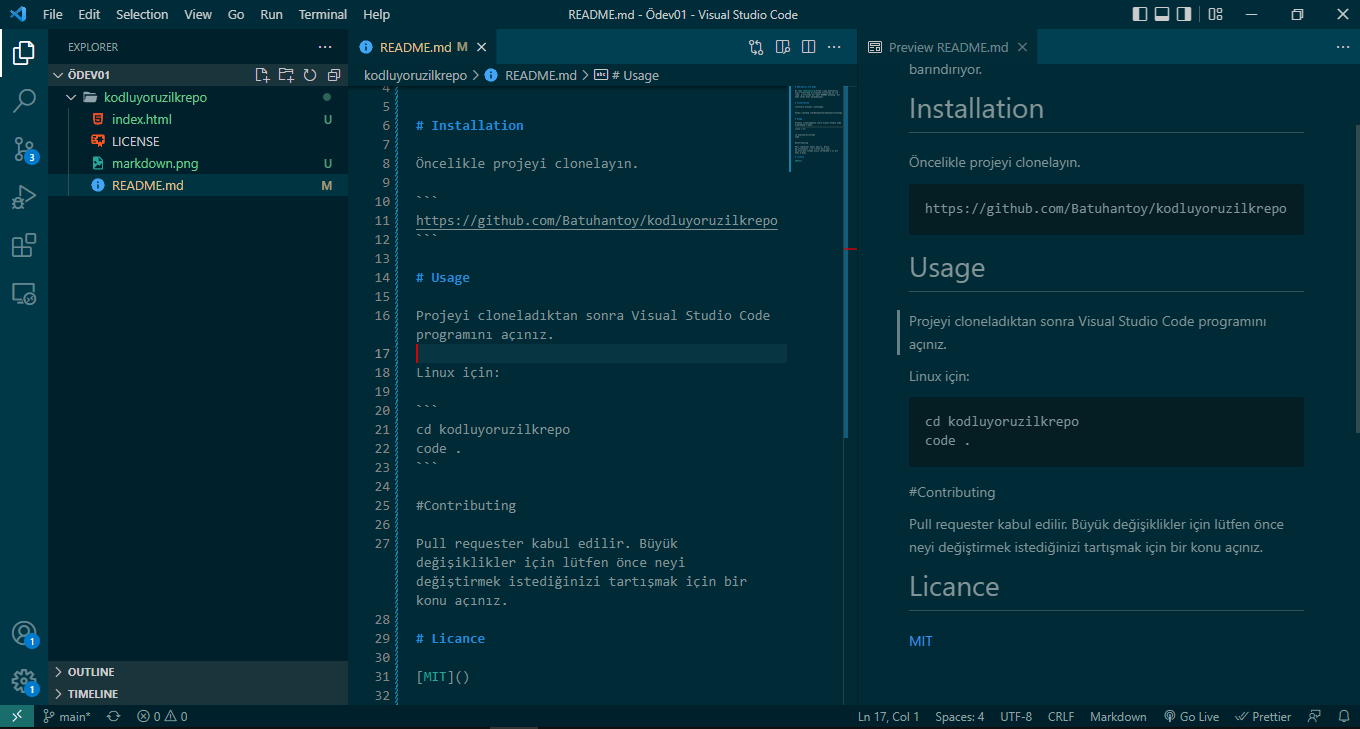 File Edit Selection View Go Run Terminal Help README.md - Ödev01 - Visual Studio Code
EXPLORER
ÖDEV01
kodluyoruzilkrepo
index.html U
LICENSE
markdown.png U
README.md M
OUTLINE
TIMELINE
3
1
1
README.md M
kodluyoruzilkrepo > README.md > # Usage
4
5
6 # Installation
7
8 Öncelikle projeyi clonelayın.
9
10 ```
11 https://github.com/Batuhantoy/kodluyoruzilkrepo
12 ```
13
14 # Usage
15
16 Projeyi cloneladıktan sonra Visual Studio Code
programını açınız.
17
18 Linux için:
19
20 ```
21 cd kodluyoruzilkrepo
22 code .
23 ```
24
25 #Contributing
26
27 Pull requester kabul edilir. Büyük
değişiklikler için lütfen önce neyi
değiştirmek istediğinizi tartışmak için bir
konu açınız.
28
29 # Licance
30
31 [MIT]()
32
Preview README.md
barındırıyor.
Installation
Öncelikle projeyi clonelayın.
https://github.com/Batuhantoy/kodluyoruzilkrepo
Usage
Projeyi cloneladıktan sonra Visual Studio Code programını
açınız.
Linux için:
cd kodluyoruzilkrepo
code .
#Contributing
Pull requester kabul edilir. Büyük değişiklikler için lütfen önce
neyi değiştirmek istediğinizi tartışmak için bir konu açınız.
Licance
MIT
main* 0 0 Ln 17, Col 1 Spaces: 4 UTF-8 CRLF Markdown Go Live Prettier